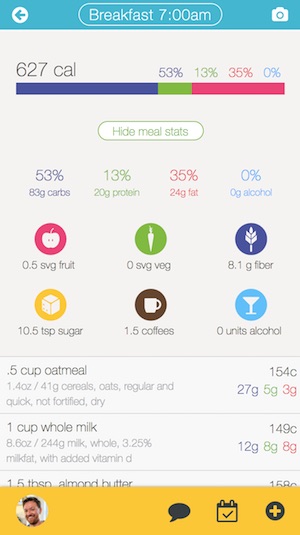 Breakfast 7:00am
627 cal 53% 13% 35% 0%
Hide meal stats
53% 13% 35% 0%
83g carbs 20g protein 24g fat 0g alcohol
0.5 svg fruit 0 svg veg 8.1 g fiber
10.5 tsp sugar 1.5 coffees 0 units alcohol
.5 cup oatmeal 154c
1.4oz / 41g cereals, oats, regular and 27g 5g 3g
quick, not fortified, dry
1 cup whole milk 149c
8.6oz / 244g milk, whole, 3.25% 12g 8g 8g
milkfat, with added vitamin d
1.5 tbsp. almond butter 158c